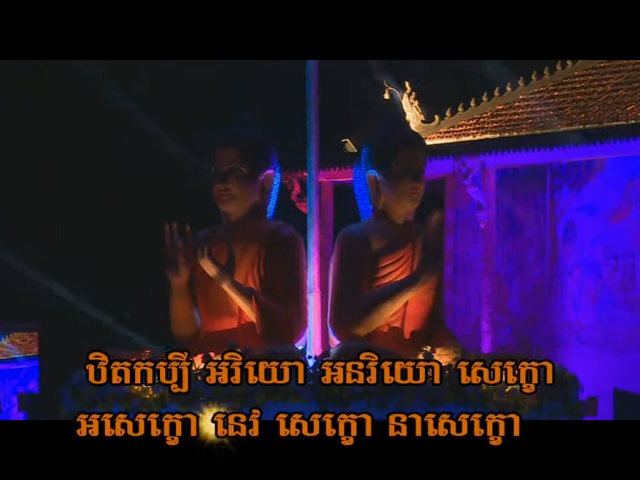 ឋិតកប្បី អរិយោ អនរិយោ សេក្ខោ
អសេក្ខោ នេវ សេក្ខោ នាសេក្ខោ